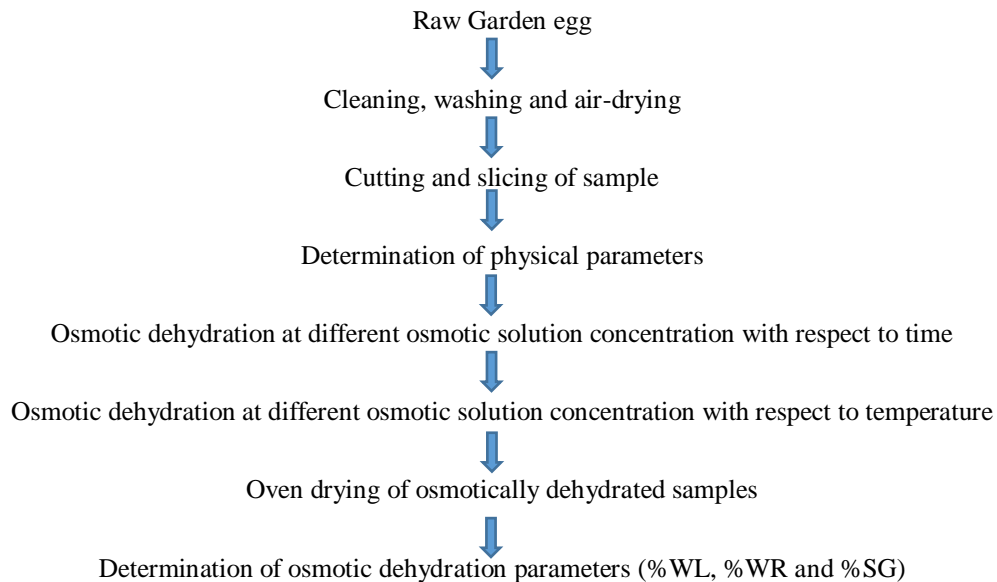 Raw Garden egg
Cleaning, washing and air-drying
Cutting and slicing of sample
Determination of physical parameters
Osmotic dehydration at different osmotic solution concentration with respect to time
Osmotic dehydration at different osmotic solution concentration with respect to temperature
Oven drying of osmotically dehydrated samples
Determination of osmotic dehydration parameters (%WL, %WR and %SG)